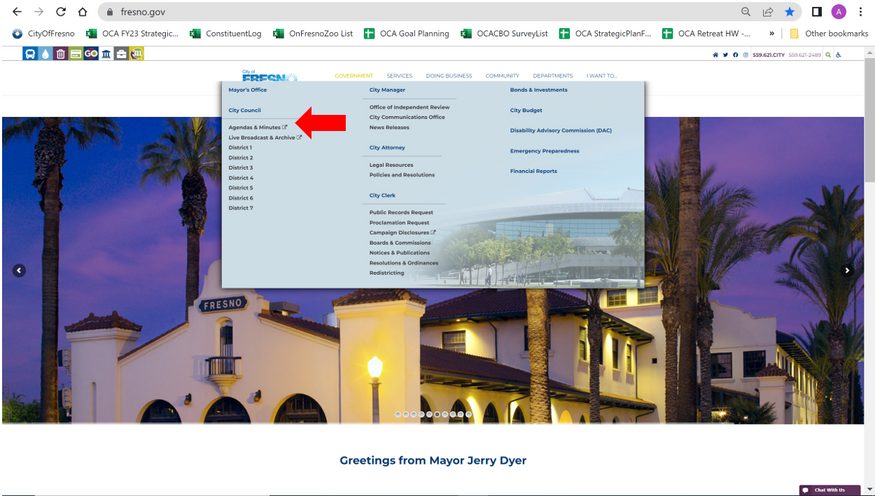 fresno.gov
A
CityOfFresno
OCA FY23 Strategic...
ConstituentLog
OnFresnoZoo List
OCA Goal Planning
OCACBO SurveyList
OCA StrategicPlanF...
OCA Retreat HW -...
»
Other bookmarks
GO
559.621.CITY 559-621-2489
City of
FRESNO
GOVERNMENT
SERVICES
DOING BUSINESS
COMMUNITY
DEPARTMENTS
I WANT TO...
Mayor's Office
City Council
Agendas & Minutes
Live Broadcast & Archive
District 1
District 2
District 3
District 4
District 5
District 6
District 7
City Manager
Office of Independent Review
City Communications Office
News Releases
City Attorney
Legal Resources
Policies and Resolutions
City Clerk
Public Records Request
Proclamation Request
Campaign Disclosures
Boards & Commissions
Notices & Publications
Resolutions & Ordinances
Redistricting
Bonds & Investments
City Budget
Disability Advisory Commission (DAC)
Emergency Preparedness
Financial Reports
FRESNO
Greetings from Mayor Jerry Dyer
Chat With Us